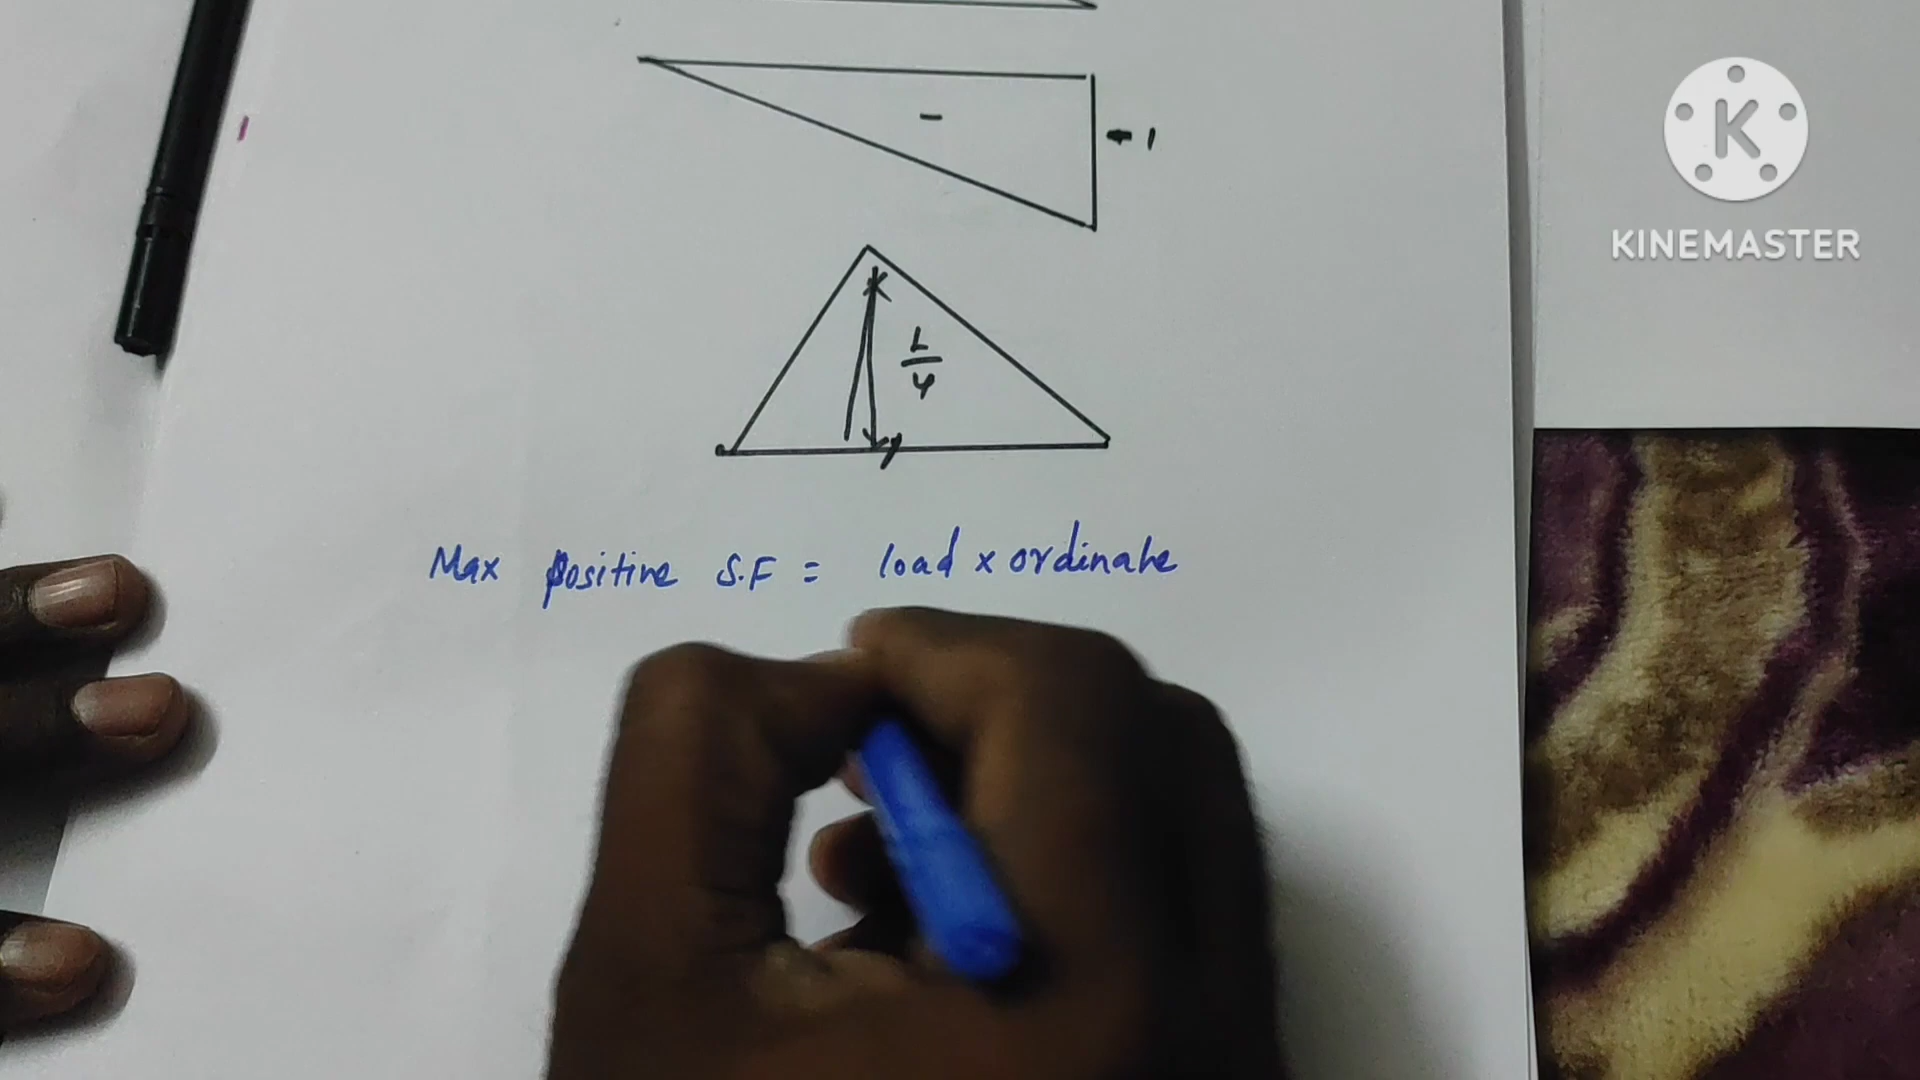 -
- 1
L/4
Max positive S.F = load x ordinate
KINEMASTER